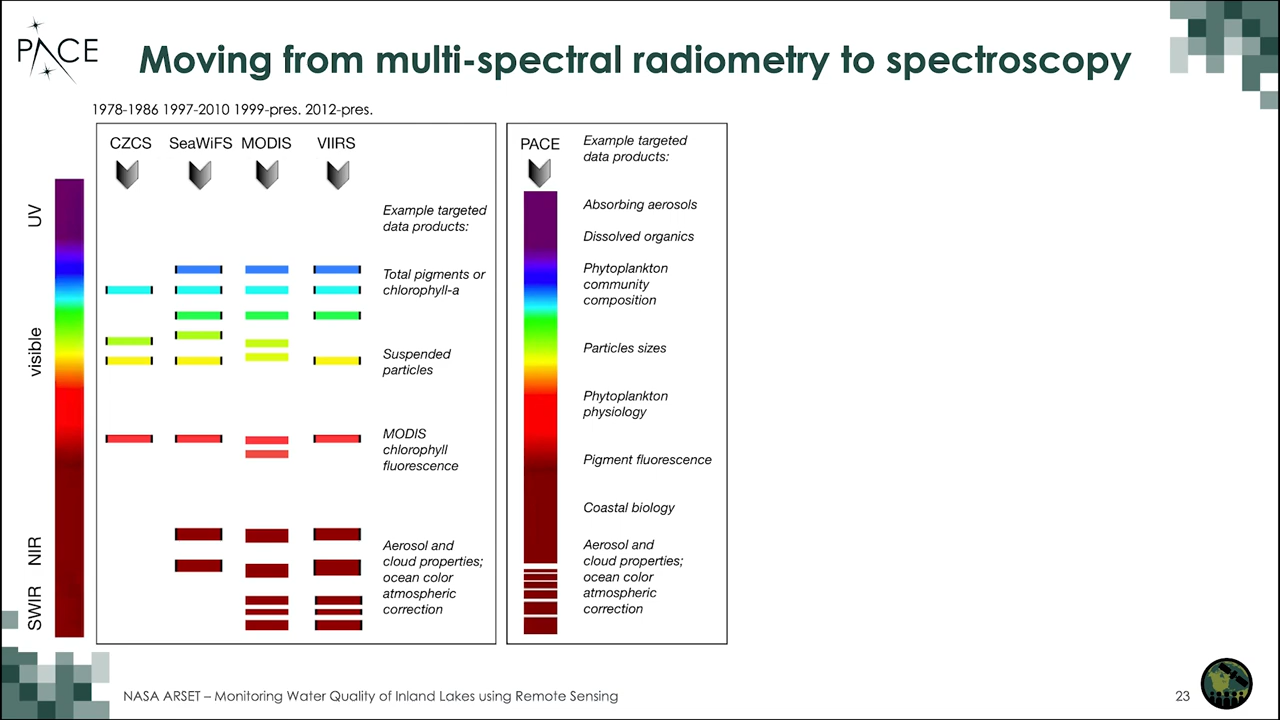 PACE
Moving from multi-spectral radiometry to spectroscopy
1978-1986 1997-2010 1999-pres. 2012-pres.
CZCS SeaWiFS MODIS VIIRS
UV
visible
NIR
SWIR
Example targeted
data products:
Total pigments or
chlorophyll-a
Suspended
particles
MODIS
chlorophyll
fluorescence
Aerosol and
cloud properties;
ocean color
atmospheric
correction
PACE
Example targeted
data products:
Absorbing aerosols
Dissolved organics
Phytoplankton
community
composition
Particles sizes
Phytoplankton
physiology
Pigment fluorescence
Coastal biology
Aerosol and
cloud properties;
ocean color
atmospheric
correction
NASA ARSET – Monitoring Water Quality of Inland Lakes using Remote Sensing
23